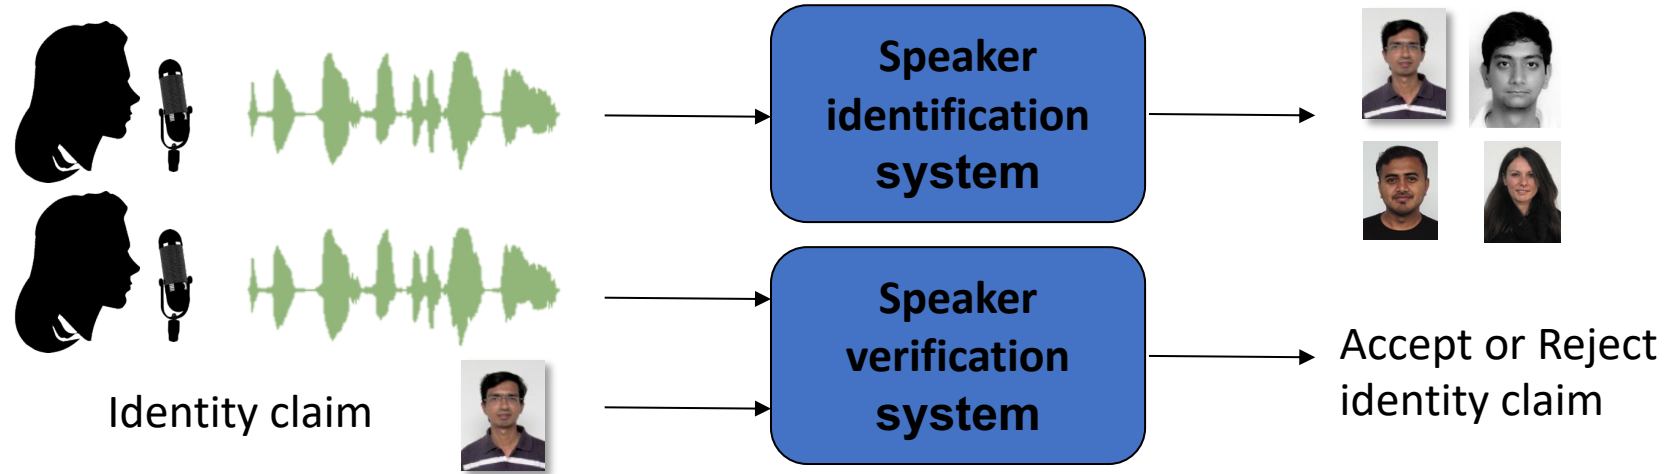 Speaker
identification
system
Speaker
verification
system
Identity claim
Accept or Reject
identity claim